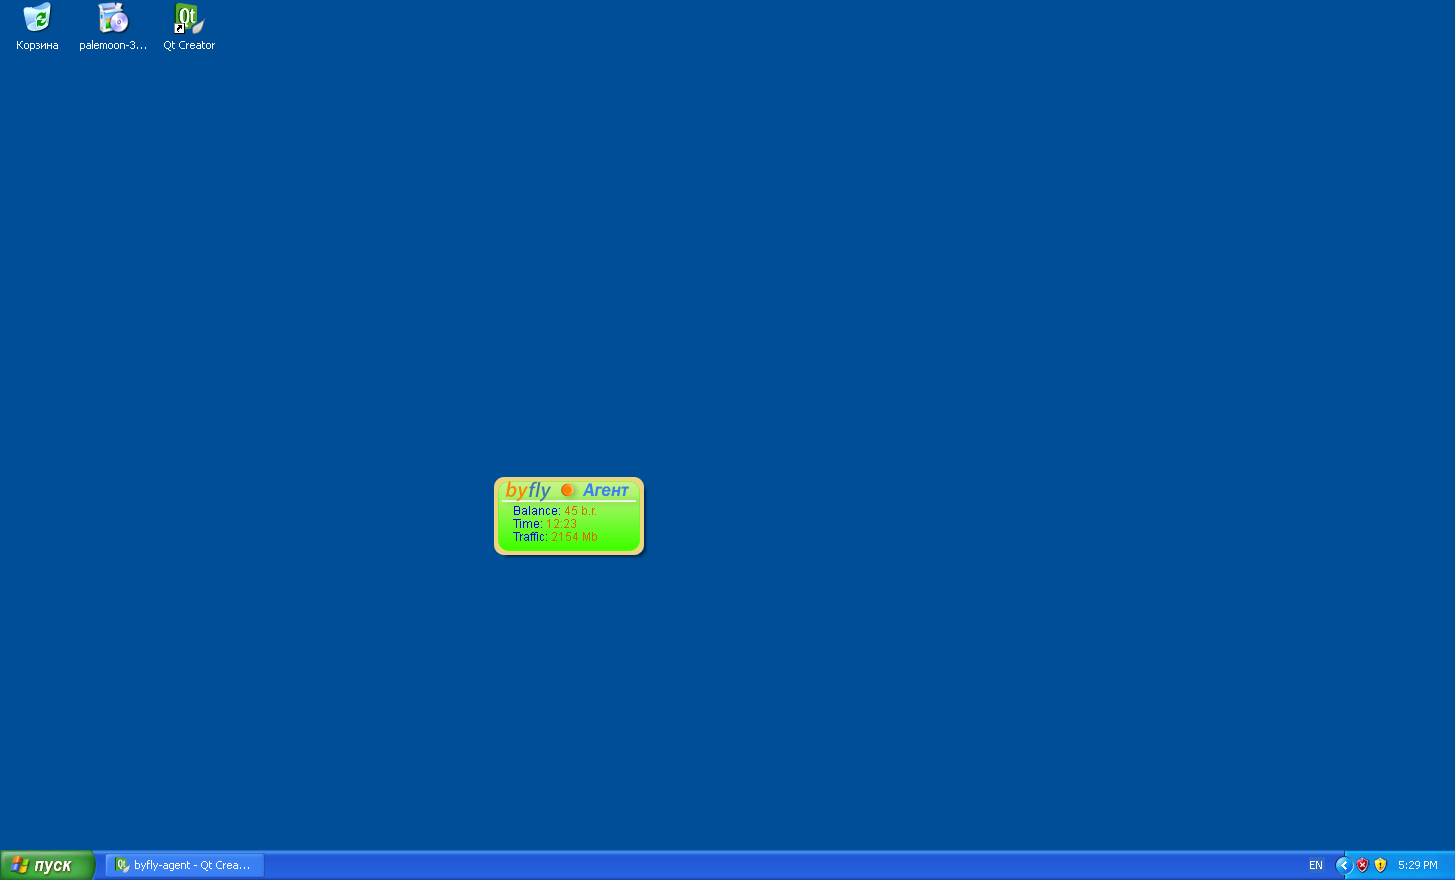 Корзина
palemoon-3...
Qt Creator
byfly Агент
Balance: 45 b.r.
Time: 12:23
Traffic: 2154 Mb
пуск
byfly-agent - Qt Crea...
EN
5:29 PM